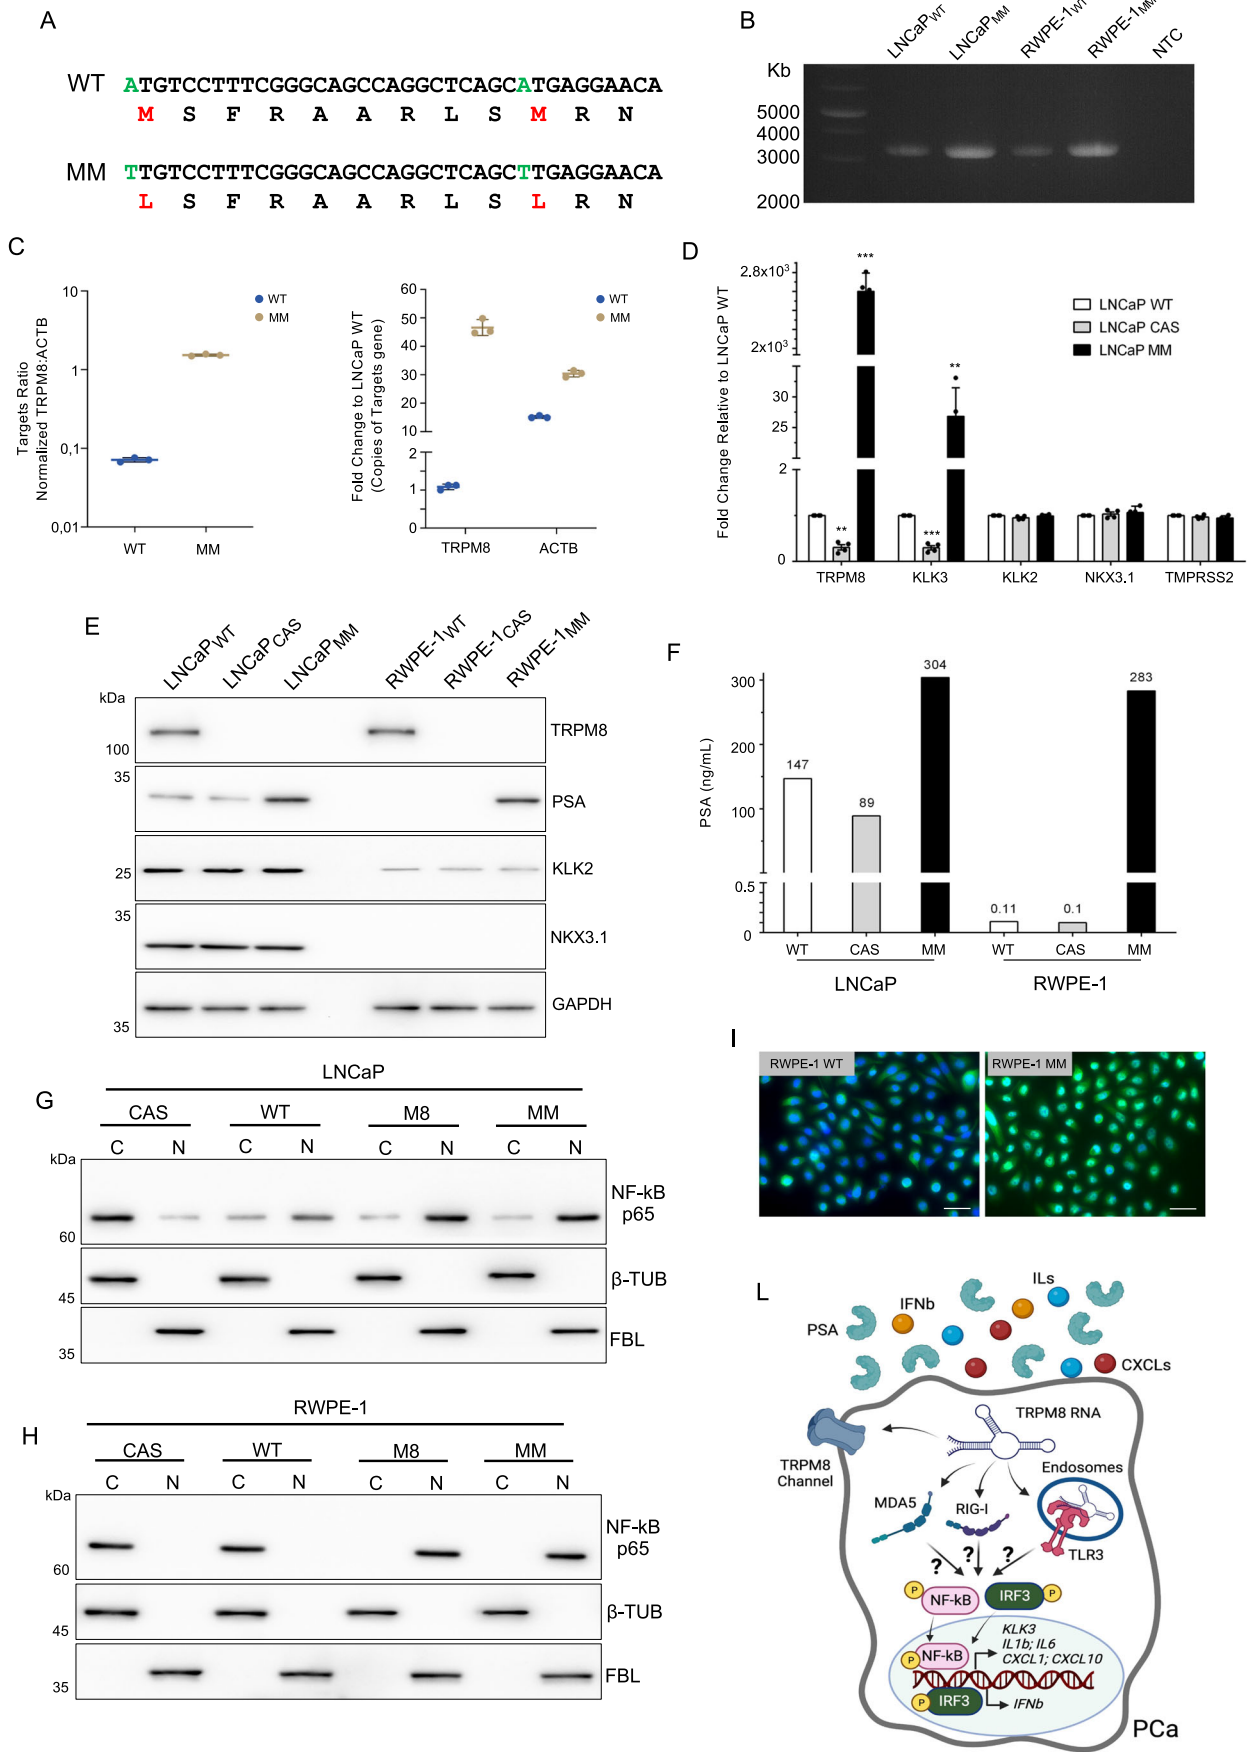 A
WT ATGTCCTTTCGGGCAGCCAGGCTCAGCATGAGGAACA
M S F R A A R L S M R N
MM TTGTCCTTTCGGGCAGCCAGGCTCAGCTTGAGGAACA
L S F R A A R L S L R N
B
LNCaPWT LNCaPMM RWPE-1WT RWPE-1MM NTC
Kb
5000
4000
3000
2000
C
Targets Ratio
Normalized TRPM8:ACTB
10
1
0,1
0,01
WT MM
WT
MM
Fold Change to LNCaP WT
(Copies of Targets gene)
60
50
40
30
20
10
2
1
0
TRPM8 ACTB
WT
MM
D
Fold Change Relative to LNCaP WT
2.8x10³
2x10³
30
25
2
1
0
** *** *** **
LNCaP WT
LNCaP CAS
LNCaP MM
TRPM8 KLK3 KLK2 NKX3.1 TMPRSS2
E
LNCaPWT LNCaPCAS LNCaPMM RWPE-1WT RWPE-1CAS RWPE-1MM
kDa
100 TRPM8
35 PSA
25 KLK2
35 NKX3.1
35 GAPDH
F
PSA (ng/mL)
300
200
100
0.5
0
147 89 304 0.11 0.1 283
WT CAS MM WT CAS MM
LNCaP RWPE-1
G
LNCaP
CAS WT M8 MM
C N C N C N C N
kDa
60 NF-kB
p65
45 β-TUB
35 FBL
H
RWPE-1
CAS WT M8 MM
C N C N C N C N
kDa
60 NF-kB
p65
45 β-TUB
35 FBL
I
RWPE-1 WT RWPE-1 MM
L
ILs
IFNb
PSA
CXCLs
TRPM8 RNA
TRPM8
Channel
Endosomes
MDA5 RIG-I
TLR3
? ? ?
P NF-kB IRF3 P
KLK3
IL1b; IL6
CXCL1; CXCL10
P NF-kB
P IRF3 IFNb
PCa